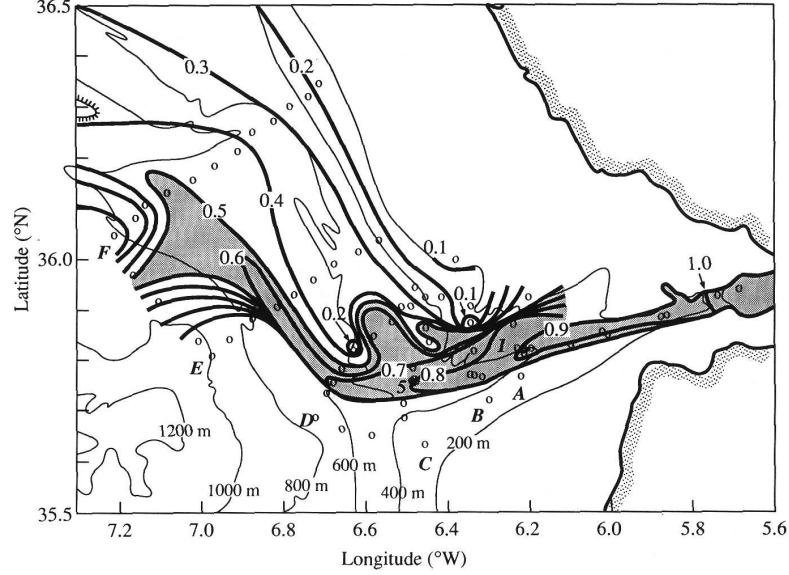 36.5
0.3
0.2
0.4
0.5
F
36.0
0.1
0.6
1.0
0.2
0.1
0.9
1
0.7
0.8
5
E
A
B
D
C
1200 m
1000 m
800 m
600 m
400 m
200 m
35.5
7.2
7.0
6.8
6.6
6.4
6.2
6.0
5.8
5.6
Latitude (°N)
Longitude (°W)